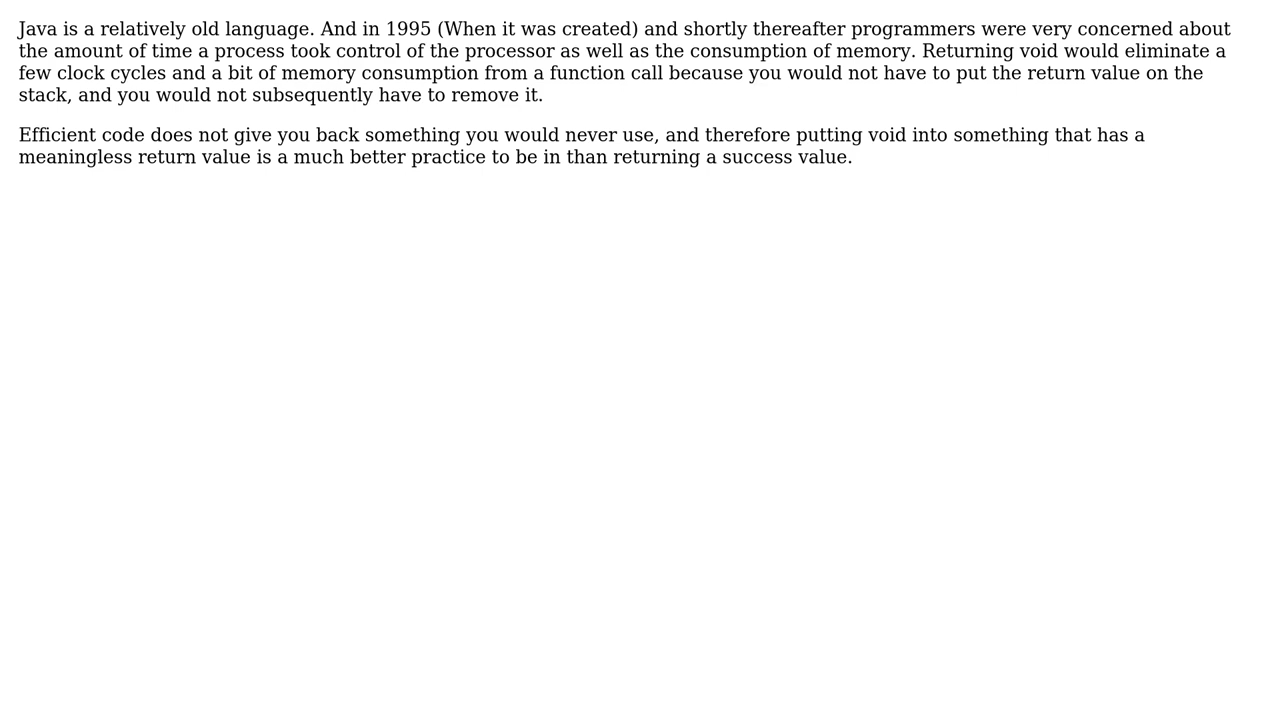 Java is a relatively old language. And in 1995 (When it was created) and shortly thereafter programmers were very concerned about
the amount of time a process took control of the processor as well as the consumption of memory. Returning void would eliminate a
few clock cycles and a bit of memory consumption from a function call because you would not have to put the return value on the
stack, and you would not subsequently have to remove it.
Efficient code does not give you back something you would never use, and therefore putting void into something that has a
meaningless return value is a much better practice to be in than returning a success value.